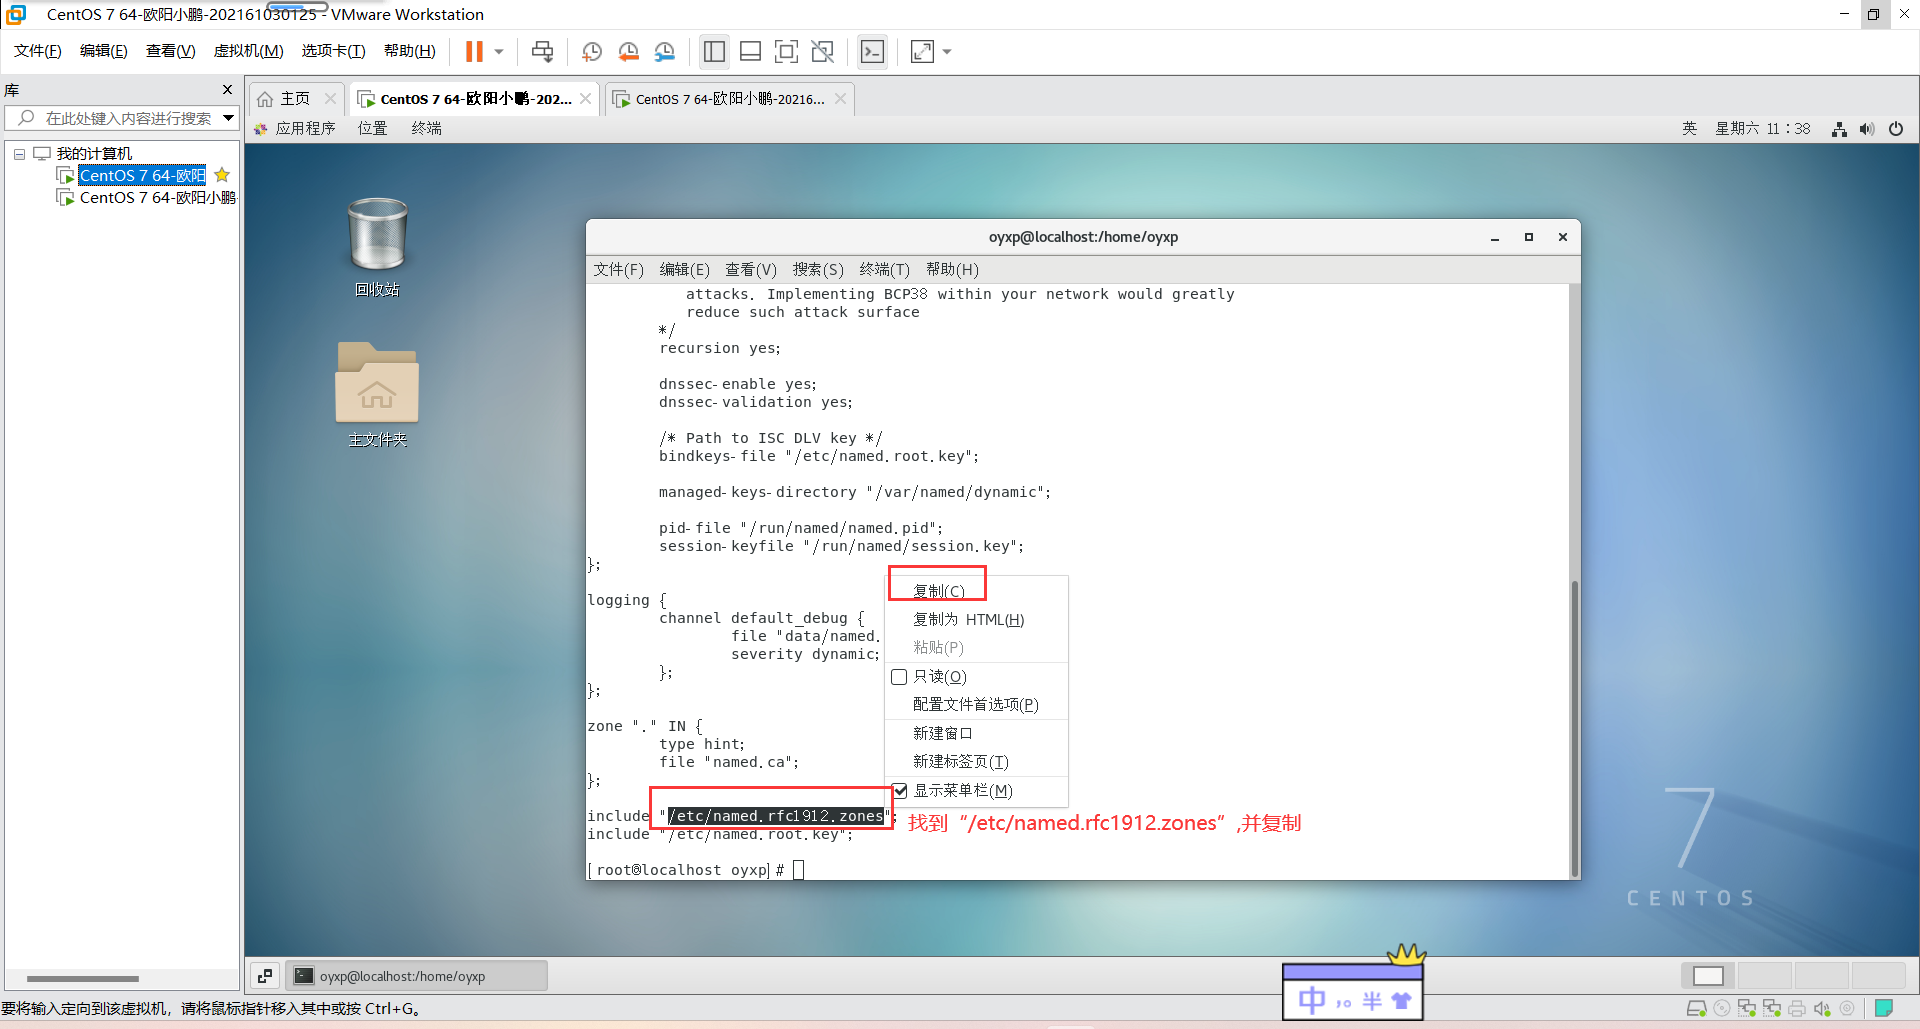 CentOS 7 64-欧阳小鹏-202161030125 - VMware Workstation
文件(F) 编辑(E) 查看(V) 虚拟机(M) 选项卡(T) 帮助(H)
库
在此处键入内容进行搜索
我的计算机
CentOS 7 64-欧阳
CentOS 7 64-欧阳小鹏-
主页
CentOS 7 64-欧阳小鹏-202...
CentOS 7 64-欧阳小鹏-20216...
应用程序 位置 终端
英 星期六 11：38
回收站
主文件夹
oyxp@localhost:/home/oyxp
文件(F) 编辑(E) 查看(V) 搜索(S) 终端(T) 帮助(H)
attacks. Implementing BCP38 within your network would greatly
reduce such attack surface
*/
recursion yes;
dnssec-enable yes;
dnssec-validation yes;
/* Path to ISC DLV key */
bindkeys-file "/etc/named.root.key";
managed-keys-directory "/var/named/dynamic";
pid-file "/run/named/named.pid";
session-keyfile "/run/named/session.key";
};
logging {
channel default_debug {
file "data/named.
severity dynamic;
};
};
zone "." IN {
type hint;
file "named.ca";
};
include "/etc/named.rfc1912.zones";
include "/etc/named.root.key";
[root@localhost oyxp]#
复制(C)
复制为 HTML(H)
粘贴(P)
只读(O)
配置文件首选项(P)
新建窗口
新建标签页(T)
显示菜单栏(M)
找到“/etc/named.rfc1912.zones”,并复制
7
CENTOS
oyxp@localhost:/home/oyxp
中 ,。半
要将输入定向到该虚拟机，请将鼠标指针移入其中或按 Ctrl+G。